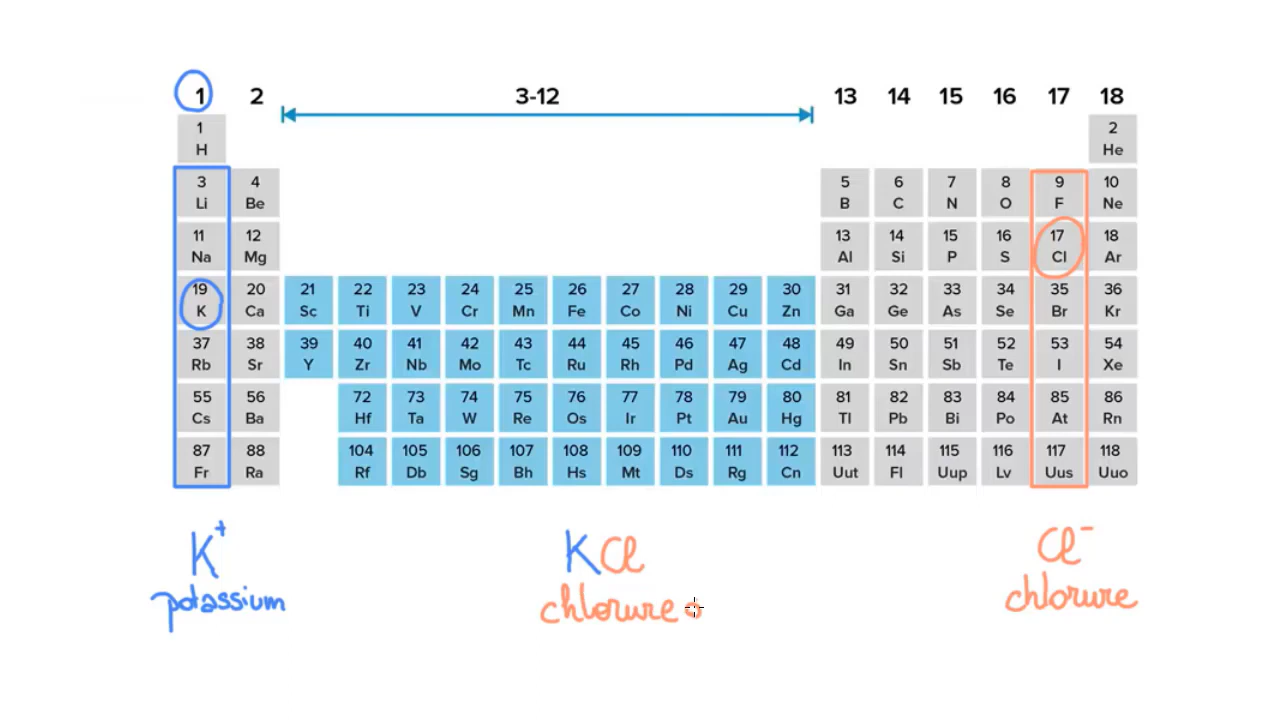 1 2 3-12 13 14 15 16 17 18
1 2
H He
3 4 5 6 7 8 9 10
Li Be B C N O F Ne
11 12 13 14 15 16 17 18
Na Mg Al Si P S Cl Ar
19 20 21 22 23 24 25 26 27 28 29 30 31 32 33 34 35 36
K Ca Sc Ti V Cr Mn Fe Co Ni Cu Zn Ga Ge As Se Br Kr
37 38 39 40 41 42 43 44 45 46 47 48 49 50 51 52 53 54
Rb Sr Y Zr Nb Mo Tc Ru Rh Pd Ag Cd In Sn Sb Te I Xe
55 56 72 73 74 75 76 77 78 79 80 81 82 83 84 85 86
Cs Ba Hf Ta W Re Os Ir Pt Au Hg Tl Pb Bi Po At Rn
87 88 104 105 106 107 108 109 110 111 112 113 114 115 116 117 118
Fr Ra Rf Db Sg Bh Hs Mt Ds Rg Cn Uut Fl Uup Lv Uus Uuo
K⁺ KCl Cl⁻
potassium chlorure chlorure